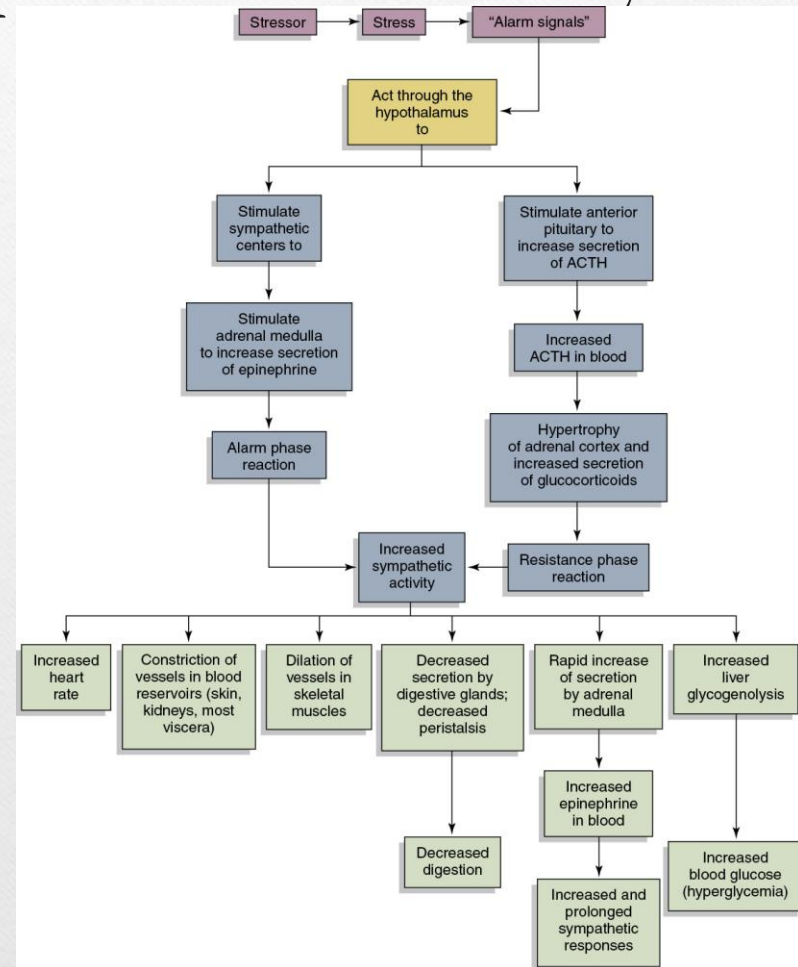 Stressor
Stress
“Alarm signals”
Act through the
hypothalamus
to
Stimulate
sympathetic
centers to
Stimulate anterior
pituitary to
increase secretion
of ACTH
Stimulate
adrenal medulla
to increase secretion
of epinephrine
Increased
ACTH in blood
Alarm phase
reaction
Hypertrophy
of adrenal cortex and
increased secretion
of glucocorticoids
Increased
sympathetic
activity
Resistance phase
reaction
Increased
heart
rate
Constriction of
vessels in blood
reservoirs (skin,
kidneys, most
viscera)
Dilation of
vessels in
skeletal
muscles
Decreased
secretion by
digestive glands;
decreased
peristalsis
Rapid increase
of secretion
by adrenal
medulla
Increased
liver
glycogenolysis
Decreased
digestion
Increased
epinephrine
in blood
Increased and
prolonged
sympathetic
responses
Increased
blood glucose
(hyperglycemia)